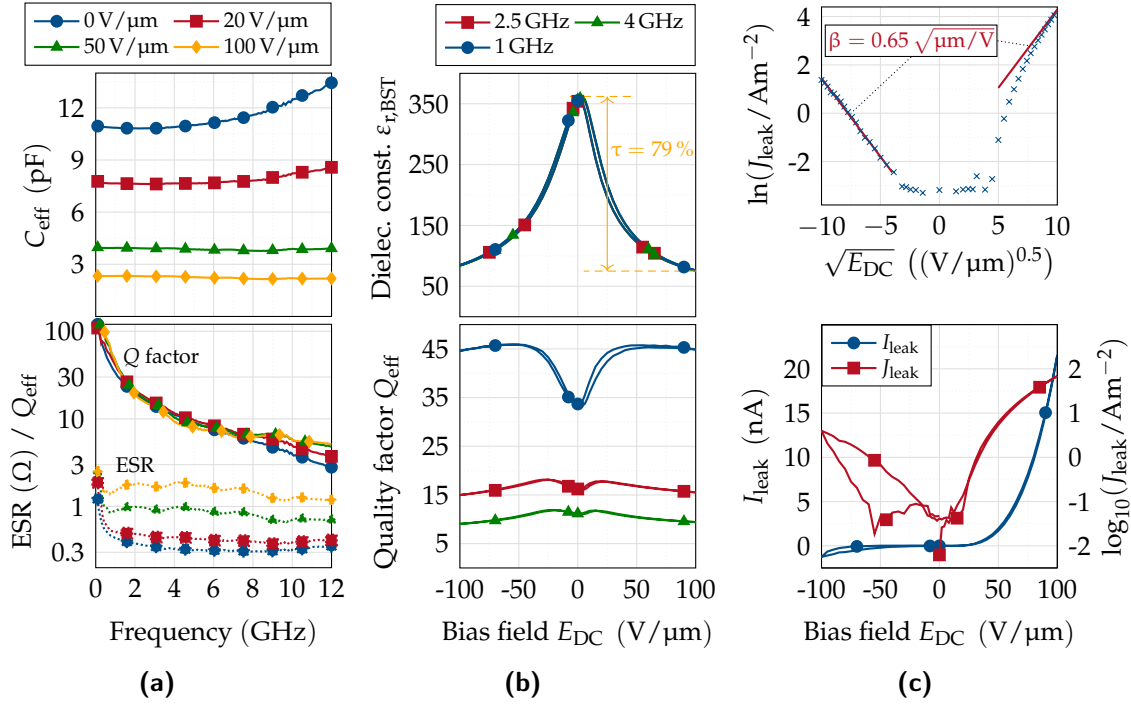 0 V/µm 20 V/µm
50 V/µm 100 V/µm
12
9
6
3
C_eff (pF)
100
30
10
3
1
0.3
ESR (Ω) / Q_eff
Q factor
ESR
0 2 4 6 8 10 12
Frequency (GHz)
(a)
2.5 GHz 4 GHz
1 GHz
350
250
150
50
Dielec. const. ε_r,BST
τ = 79 %
45
35
25
15
5
Quality factor Q_eff
-100 -50 0 50 100
Bias field E_DC (V/µm)
(b)
4
2
0
−2
ln(J_leak/Am^−2)
β = 0.65 √µm/V
−10 −5 0 5 10
√E_DC ((V/µm)^0.5)
I_leak
J_leak
20
15
10
5
0
I_leak (nA)
2
1
0
-1
-2
log_10(J_leak/Am^−2)
-100 -50 0 50 100
Bias field E_DC (V/µm)
(c)